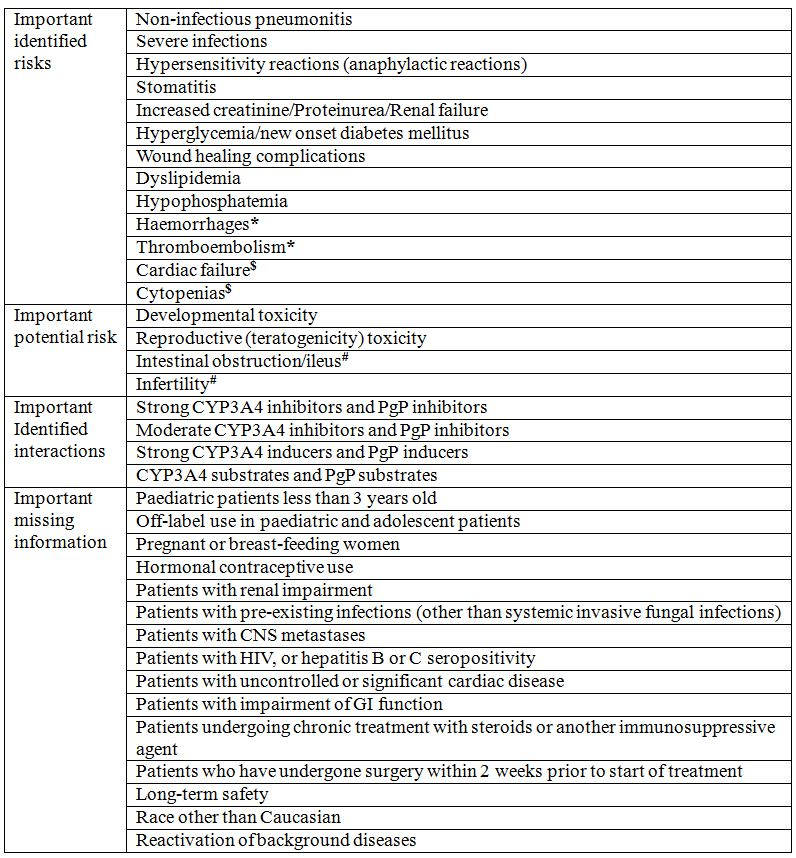 Important identified risks
Non-infectious pneumonitis
Severe infections
Hypersensitivity reactions (anaphylactic reactions)
Stomatitis
Increased creatinine/Proteinurea/Renal failure
Hyperglycemia/new onset diabetes mellitus
Wound healing complications
Dyslipidemia
Hypophosphatemia
Haemorrhages*
Thromboembolism*
Cardiac failure$
Cytopenias$
Important potential risk
Developmental toxicity
Reproductive (teratogenicity) toxicity
Intestinal obstruction/ileus#
Infertility#
Important Identified interactions
Strong CYP3A4 inhibitors and PgP inhibitors
Moderate CYP3A4 inhibitors and PgP inhibitors
Strong CYP3A4 inducers and PgP inducers
CYP3A4 substrates and PgP substrates
Important missing information
Paediatric patients less than 3 years old
Off-label use in paediatric and adolescent patients
Pregnant or breast-feeding women
Hormonal contraceptive use
Patients with renal impairment
Patients with pre-existing infections (other than systemic invasive fungal infections)
Patients with CNS metastases
Patients with HIV, or hepatitis B or C seropositivity
Patients with uncontrolled or significant cardiac disease
Patients with impairment of GI function
Patients undergoing chronic treatment with steroids or another immunosuppressive
agent
Patients who have undergone surgery within 2 weeks prior to start of treatment
Long-term safety
Race other than Caucasian
Reactivation of background diseases